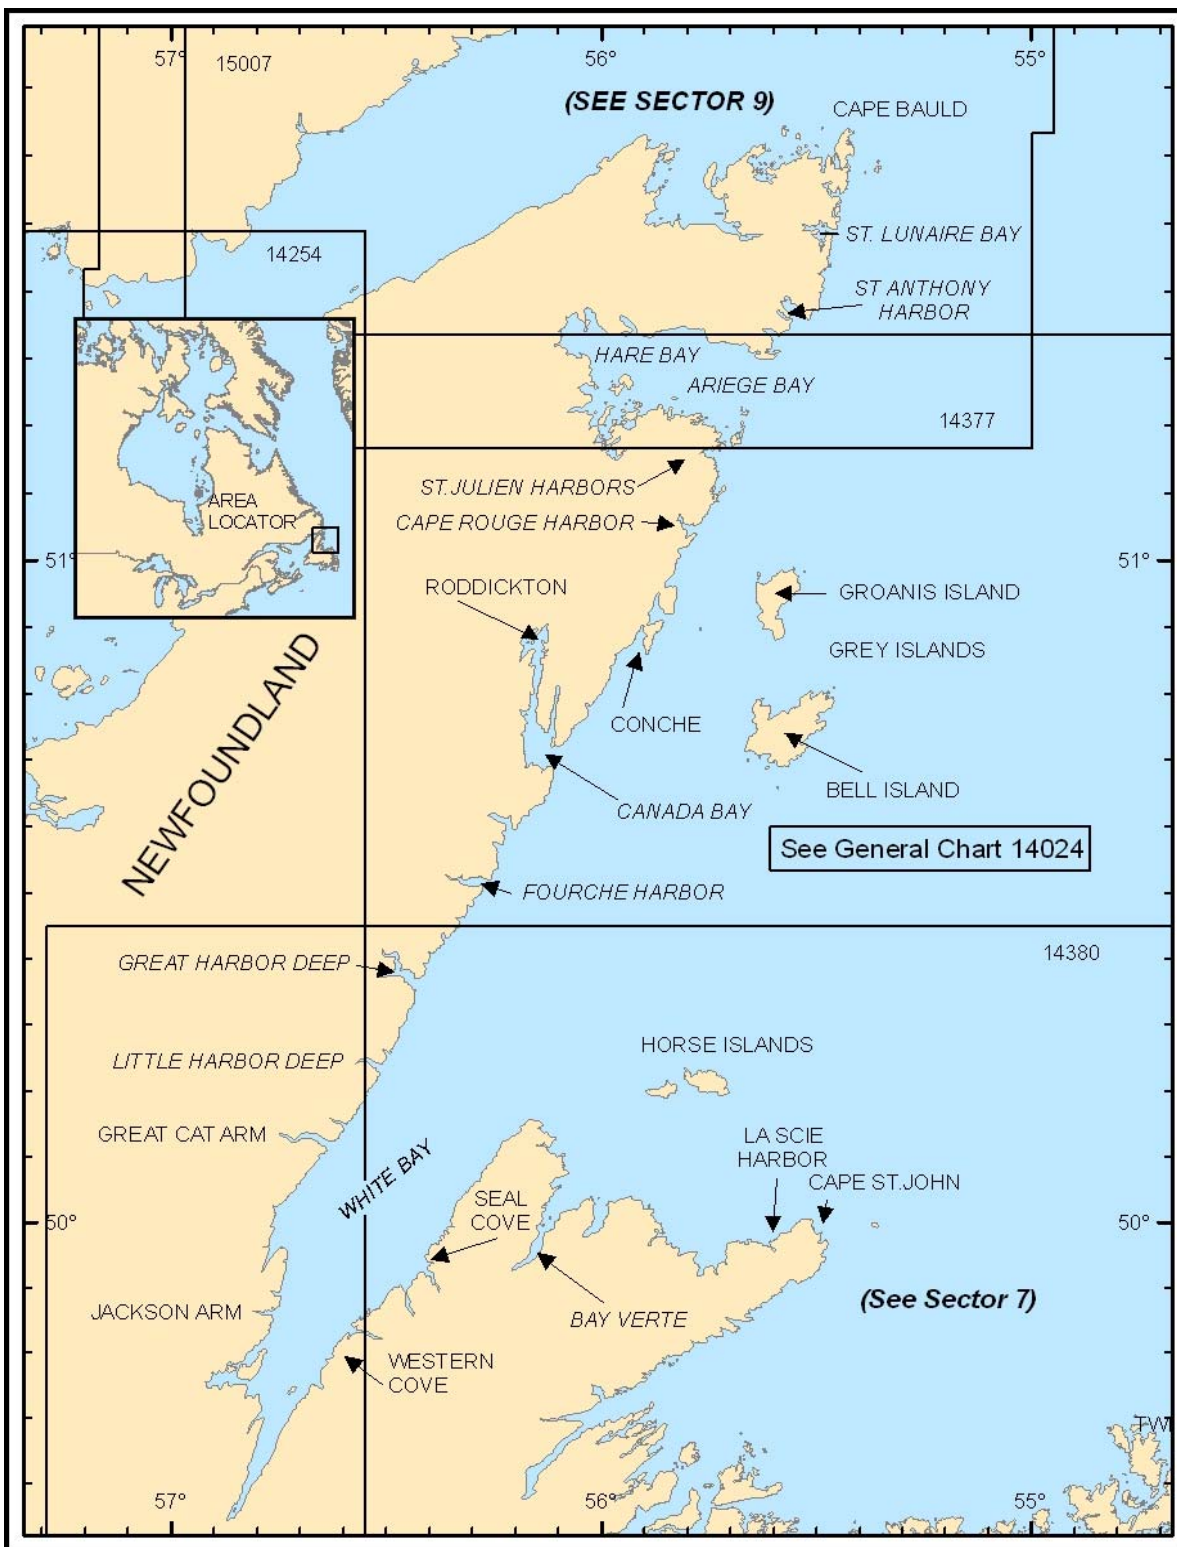 57°
15007
56°
55°
(SEE SECTOR 9)
CAPE BAULD
ST. LUNAIRE BAY
14254
ST ANTHONY
HARBOR
HARE BAY
ARIEGE BAY
14377
ST.JULIEN HARBORS
AREA
LOCATOR
CAPE ROUGE HARBOR
51°
51°
RODDICKTON
GROANIS ISLAND
GREY ISLANDS
NEWFOUNDLAND
CONCHE
BELL ISLAND
CANADA BAY
See General Chart 14024
FOURCHE HARBOR
GREAT HARBOR DEEP
14380
HORSE ISLANDS
LITTLE HARBOR DEEP
GREAT CAT ARM
LA SCIE
HARBOR
WHITE BAY
CAPE ST.JOHN
SEAL
COVE
50°
50°
(See Sector 7)
JACKSON ARM
BAY VERTE
WESTERN
COVE
TWI
57°
56°
55°